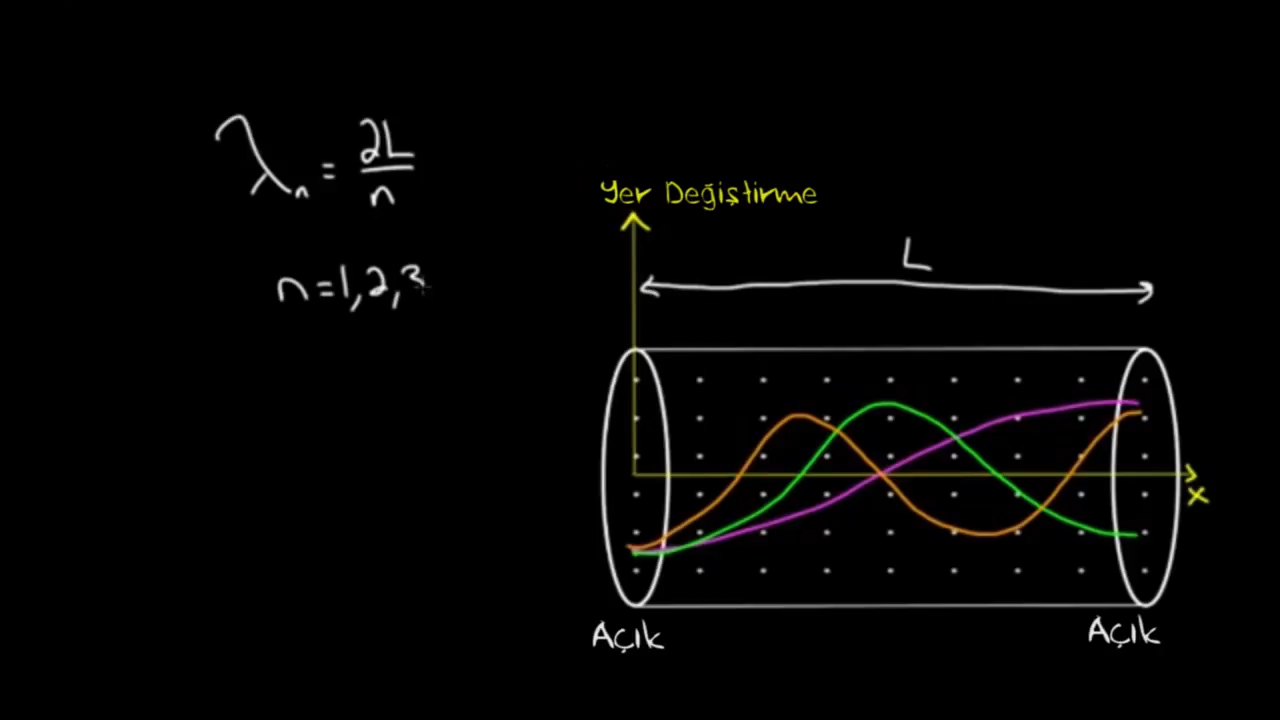 λn = 2L/n
n=1,2,3
Yer Değiştirme
L
x
Açık
Açık